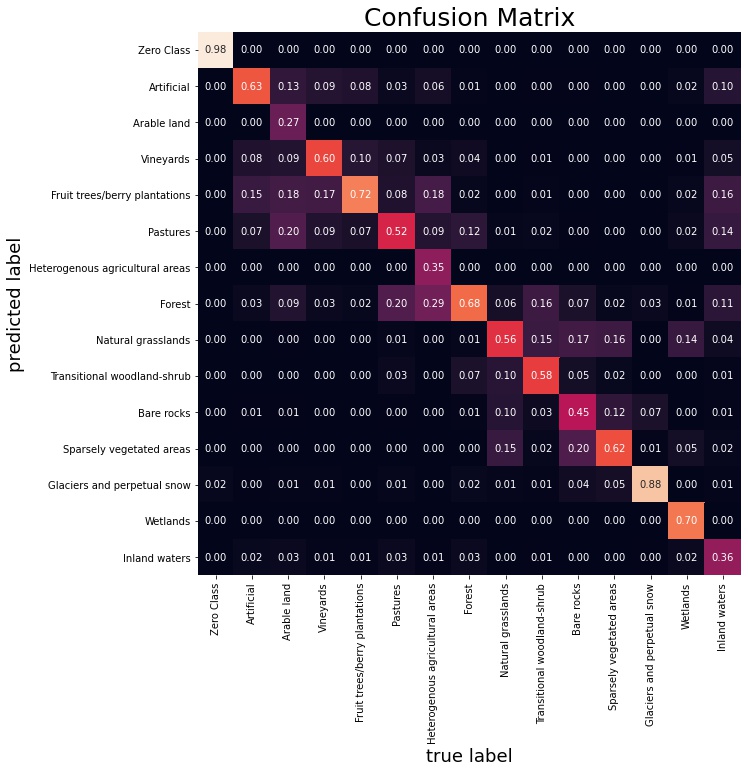 Confusion Matrix
predicted label
Zero Class 0.98 0.00 0.00 0.00 0.00 0.00 0.00 0.00 0.00 0.00 0.00 0.00 0.00 0.00 0.00
Artificial 0.00 0.63 0.13 0.09 0.08 0.03 0.06 0.01 0.00 0.00 0.00 0.00 0.00 0.02 0.10
Arable land 0.00 0.00 0.27 0.00 0.00 0.00 0.00 0.00 0.00 0.00 0.00 0.00 0.00 0.00 0.00
Vineyards 0.00 0.08 0.09 0.60 0.10 0.07 0.03 0.04 0.00 0.01 0.00 0.00 0.00 0.01 0.05
Fruit trees/berry plantations 0.00 0.15 0.18 0.17 0.72 0.08 0.18 0.02 0.00 0.01 0.00 0.00 0.00 0.02 0.16
Pastures 0.00 0.07 0.20 0.09 0.07 0.52 0.09 0.12 0.01 0.02 0.00 0.00 0.00 0.02 0.14
Heterogenous agricultural areas 0.00 0.00 0.00 0.00 0.00 0.00 0.35 0.00 0.00 0.00 0.00 0.00 0.00 0.00 0.00
Forest 0.00 0.03 0.09 0.03 0.02 0.20 0.29 0.68 0.06 0.16 0.07 0.02 0.03 0.01 0.11
Natural grasslands 0.00 0.00 0.00 0.00 0.00 0.01 0.00 0.01 0.56 0.15 0.17 0.16 0.00 0.14 0.04
Transitional woodland-shrub 0.00 0.00 0.00 0.00 0.00 0.03 0.00 0.07 0.10 0.58 0.05 0.02 0.00 0.00 0.01
Bare rocks 0.00 0.01 0.01 0.00 0.00 0.00 0.00 0.01 0.10 0.03 0.45 0.12 0.07 0.00 0.01
Sparsely vegetated areas 0.00 0.00 0.00 0.00 0.00 0.00 0.00 0.00 0.15 0.02 0.20 0.62 0.01 0.05 0.02
Glaciers and perpetual snow 0.02 0.00 0.01 0.01 0.00 0.01 0.00 0.02 0.01 0.01 0.04 0.05 0.88 0.00 0.01
Wetlands 0.00 0.00 0.00 0.00 0.00 0.00 0.00 0.00 0.00 0.00 0.00 0.00 0.00 0.70 0.00
Inland waters 0.00 0.02 0.03 0.01 0.01 0.03 0.01 0.03 0.00 0.01 0.00 0.00 0.00 0.02 0.36
Zero Class
Artificial
Arable land
Vineyards
Fruit trees/berry plantations
Pastures
Heterogenous agricultural areas
Forest
Natural grasslands
Transitional woodland-shrub
Bare rocks
Sparsely vegetated areas
Glaciers and perpetual snow
Wetlands
Inland waters
true label